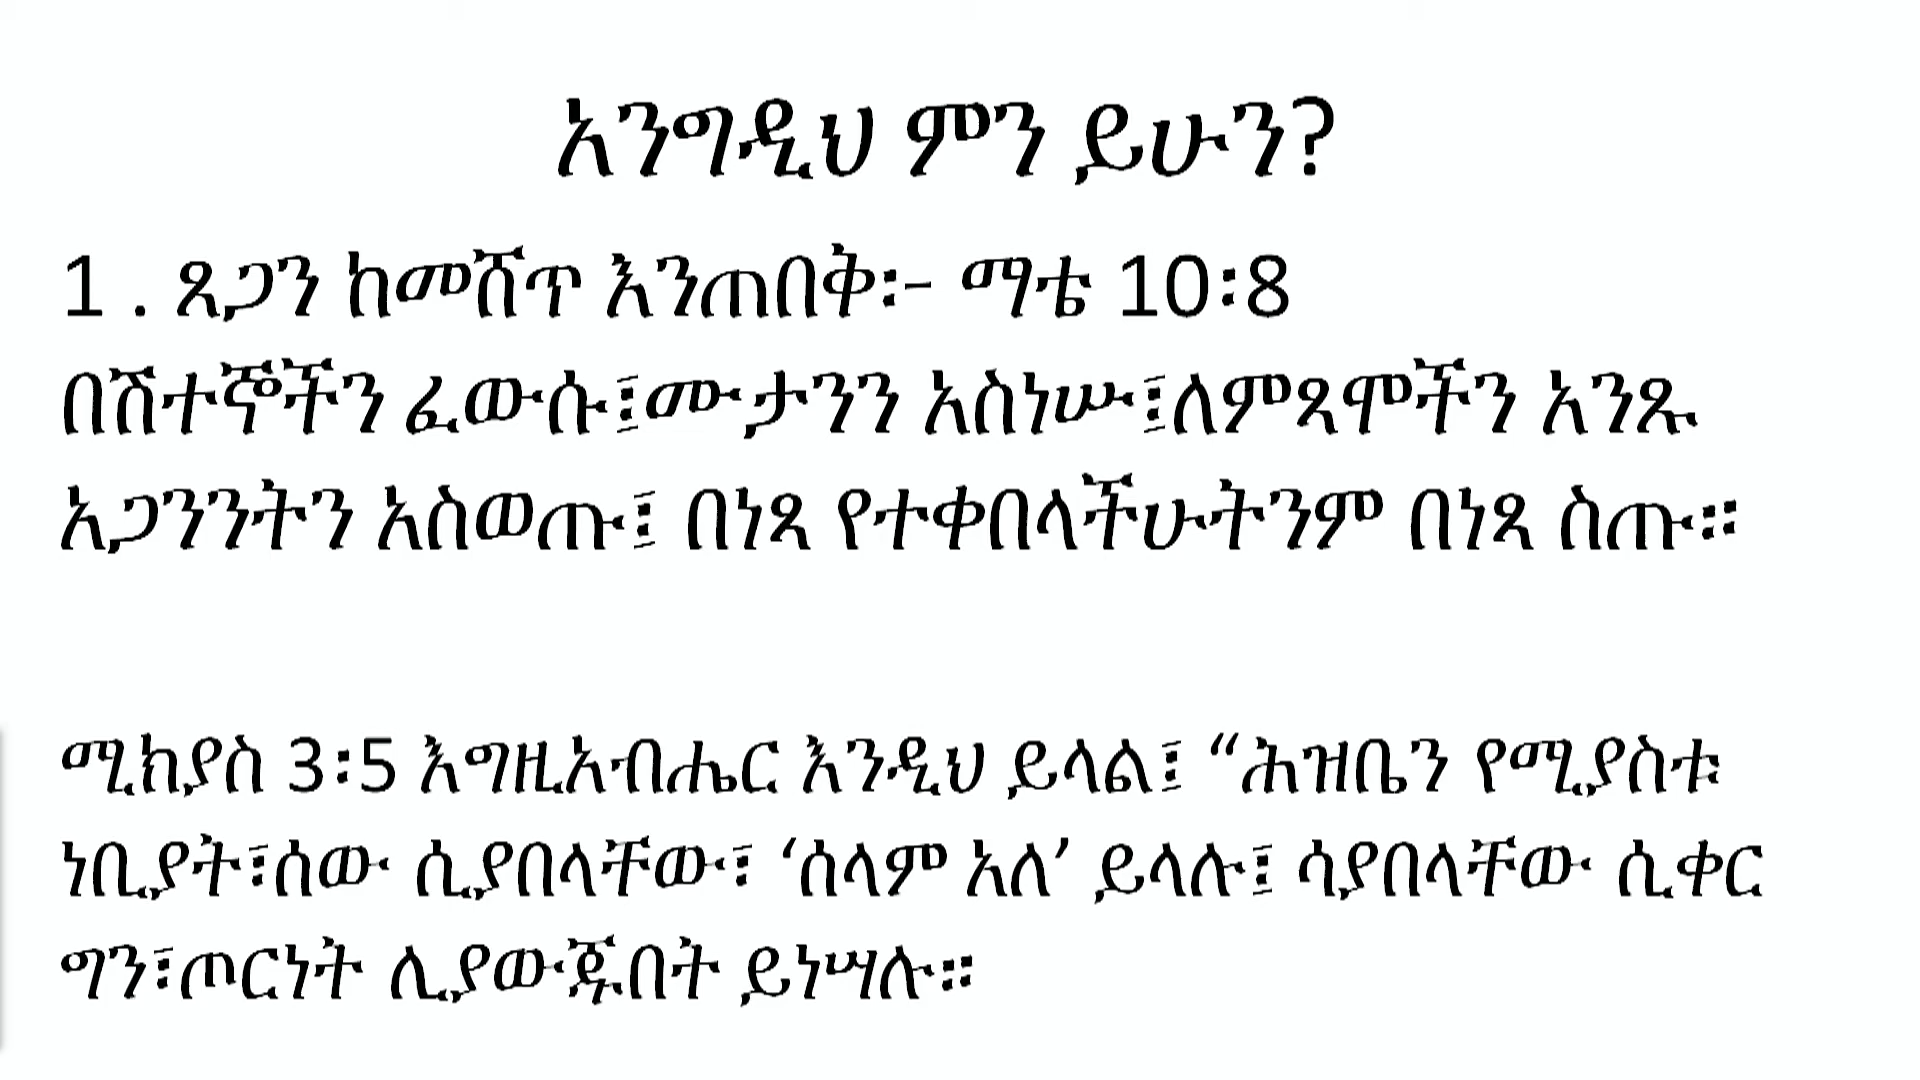 አንግዲህ ምን ይሁን?
1 . ጸጋን ከመሸጥ እንጠበቅ፡- ማቴ 10፡8
በሽተኞችን ፈውሱ፤ሙታንን አስነሡ፤ለምጻሞችን አንጹ
አጋንንትን አስወጡ፤ በነጻ የተቀበላችሁትንም በነጻ ስጡ።
ሚክያስ 3፡5 እግዚአብሔር እንዲህ ይላል፤ “ሕዝቤን የሚያስቱ
ነቢያት፣ሰው ሲያበላቸው፣ ‘ሰላም አለ’ ይላሉ፤ ሳያበላቸው ሲቀር
ግን፣ጦርነት ሊያውጁበት ይነሣሉ።